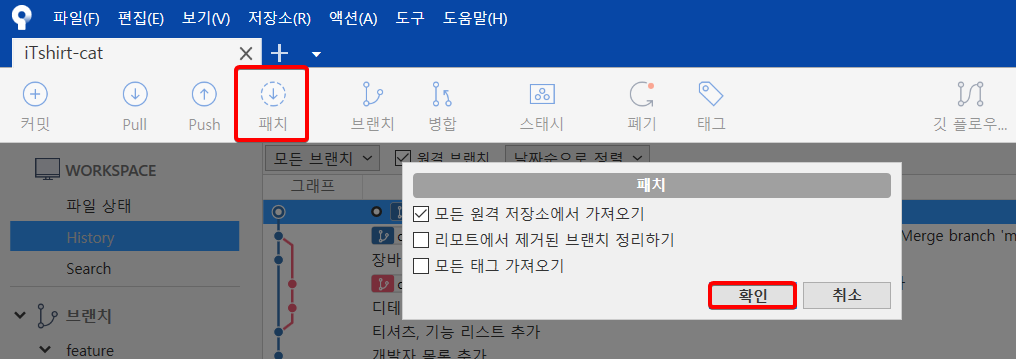 파일(F) 편집(E) 보기(V) 저장소(R) 액션(A) 도구 도움말(H)
iTshirt-cat
커밋 Pull Push 패치 브랜치 병합 스태시 폐기 태그 깃 플로우...
WORKSPACE
파일 상태
History
Search
브랜치
feature
모든 브랜치 원격 브랜치 날짜순으로 정렬
그래프
패치
모든 원격 저장소에서 가져오기
리모트에서 제거된 브랜치 정리하기
모든 태그 가져오기
확인 취소
Merge branch 'm
장바
디테
티셔츠, 기능 리스트 추가
개발자 목록 추가